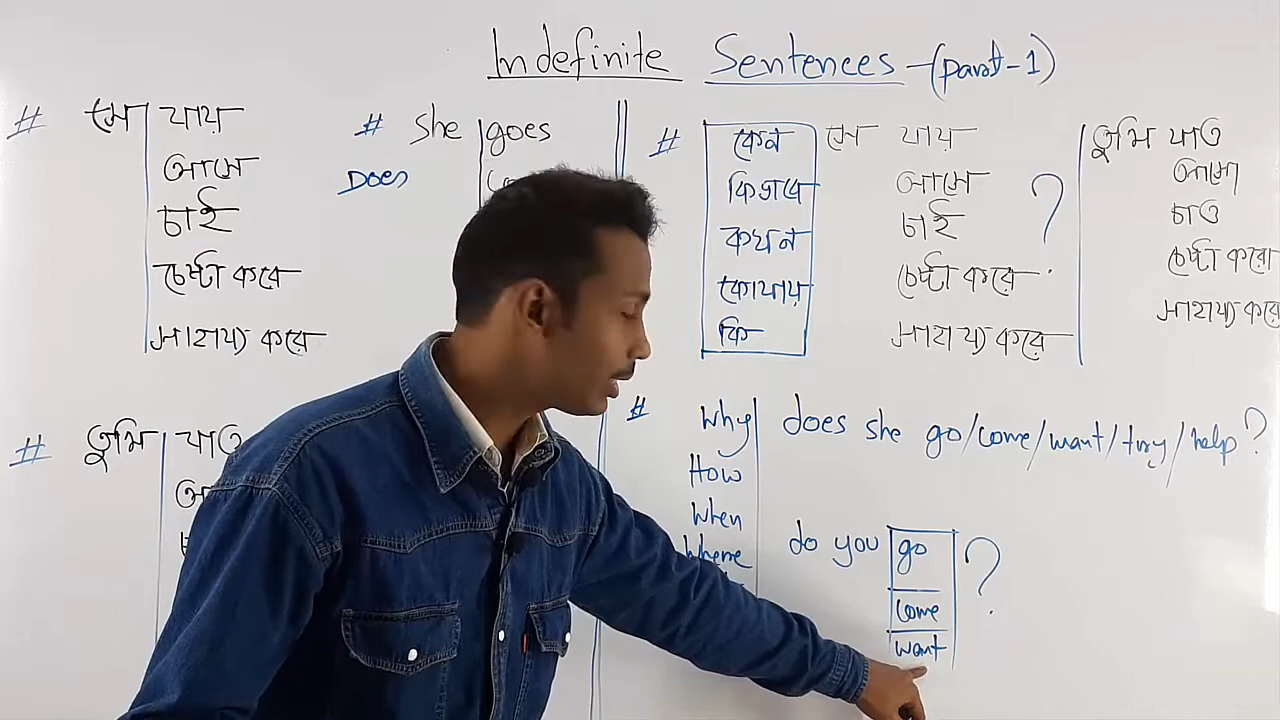 Indefinite Sentences - (part-1)
# সে যায়
আসে
চাই
চেষ্টা করে
সাহায্য করে
# She goes
Does
# কেন সে যায়
কিভাবে আসে
কখন চাই
কোথায় চেষ্টা করে
কি সাহায্য করে
?
তুমি যাও
আসো
চাও
চেষ্টা করো
সাহায্য করো
# তুমি যাও
# Why does she go/come/want/try/help?
How
When
Where
do you go ?
come
want